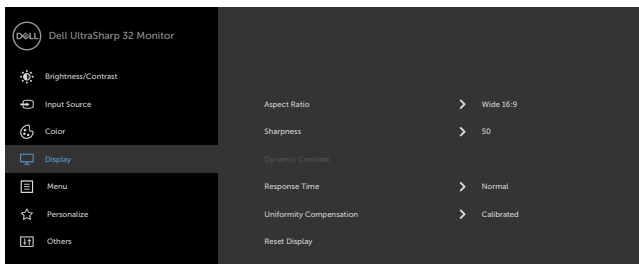 DELL Dell UltraSharp 32 Monitor
Brightness/Contrast
Input Source
Aspect Ratio Wide 16:9
Color
Sharpness 50
Display
Dynamic Contrast
Menu
Response Time Normal
Personalize
Uniformity Compensation Calibrated
Others
Reset Display